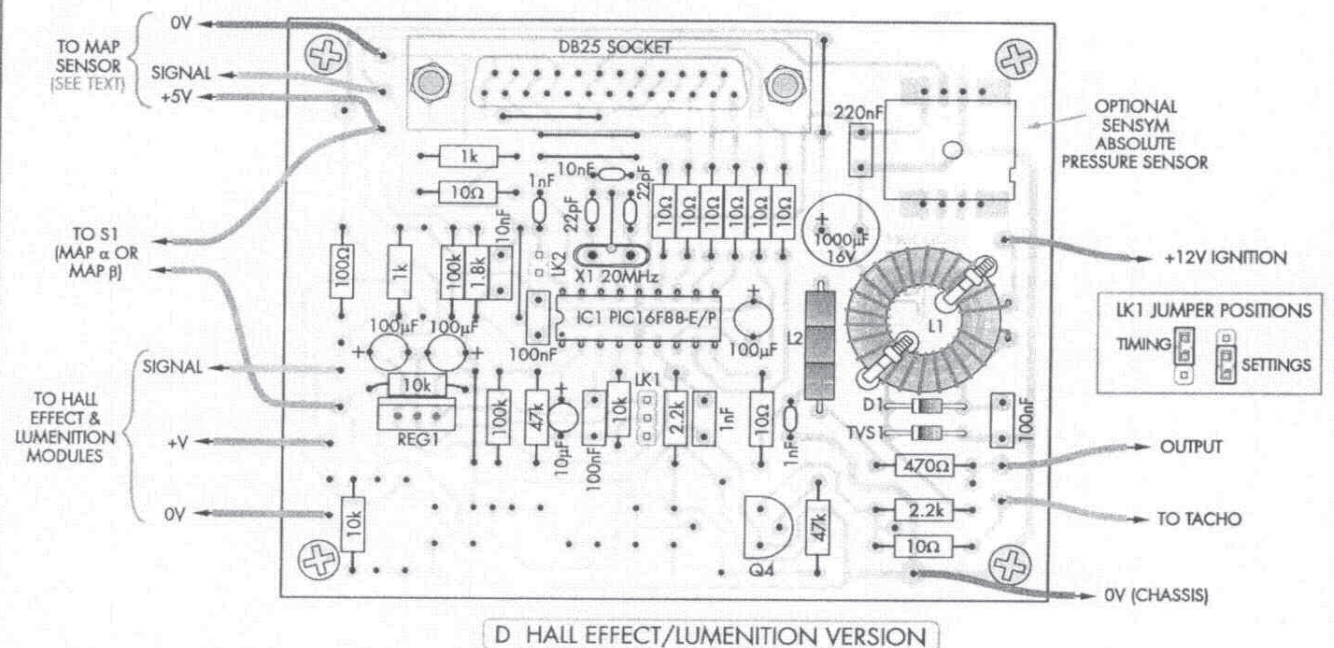 0V
TO MAP
SENSOR
(SEE TEXT)
SIGNAL
+5V
DB25 SOCKET
220nF
OPTIONAL
SENSYM
ABSOLUTE
PRESSURE SENSOR
1k
10Ω
10nF
1nF
22pF
22pF
10Ω
10Ω
10Ω
10Ω
10Ω
10Ω
+
1000µF
16V
TO S1
(MAP α OR
MAP β)
100Ω
1k
100k
1.8k
10nF
LK2
X1 20MHz
+12V IGNITION
IC1 PIC16F88-E/P
+
100µF
L2
L1
LK1 JUMPER POSITIONS
TIMING
SETTINGS
100µF
100µF
+
+
100nF
SIGNAL
10k
REG1
TO HALL
EFFECT &
LUMENITION
MODULES
+V
0V
100k
47k
+
10µF
100nF
10k
LK1
2.2k
1nF
10Ω
1nF
D1
TVS1
100nF
470Ω
OUTPUT
10k
Q4
47k
2.2k
10Ω
TO TACHO
0V (CHASSIS)
D HALL EFFECT/LUMENITION VERSION